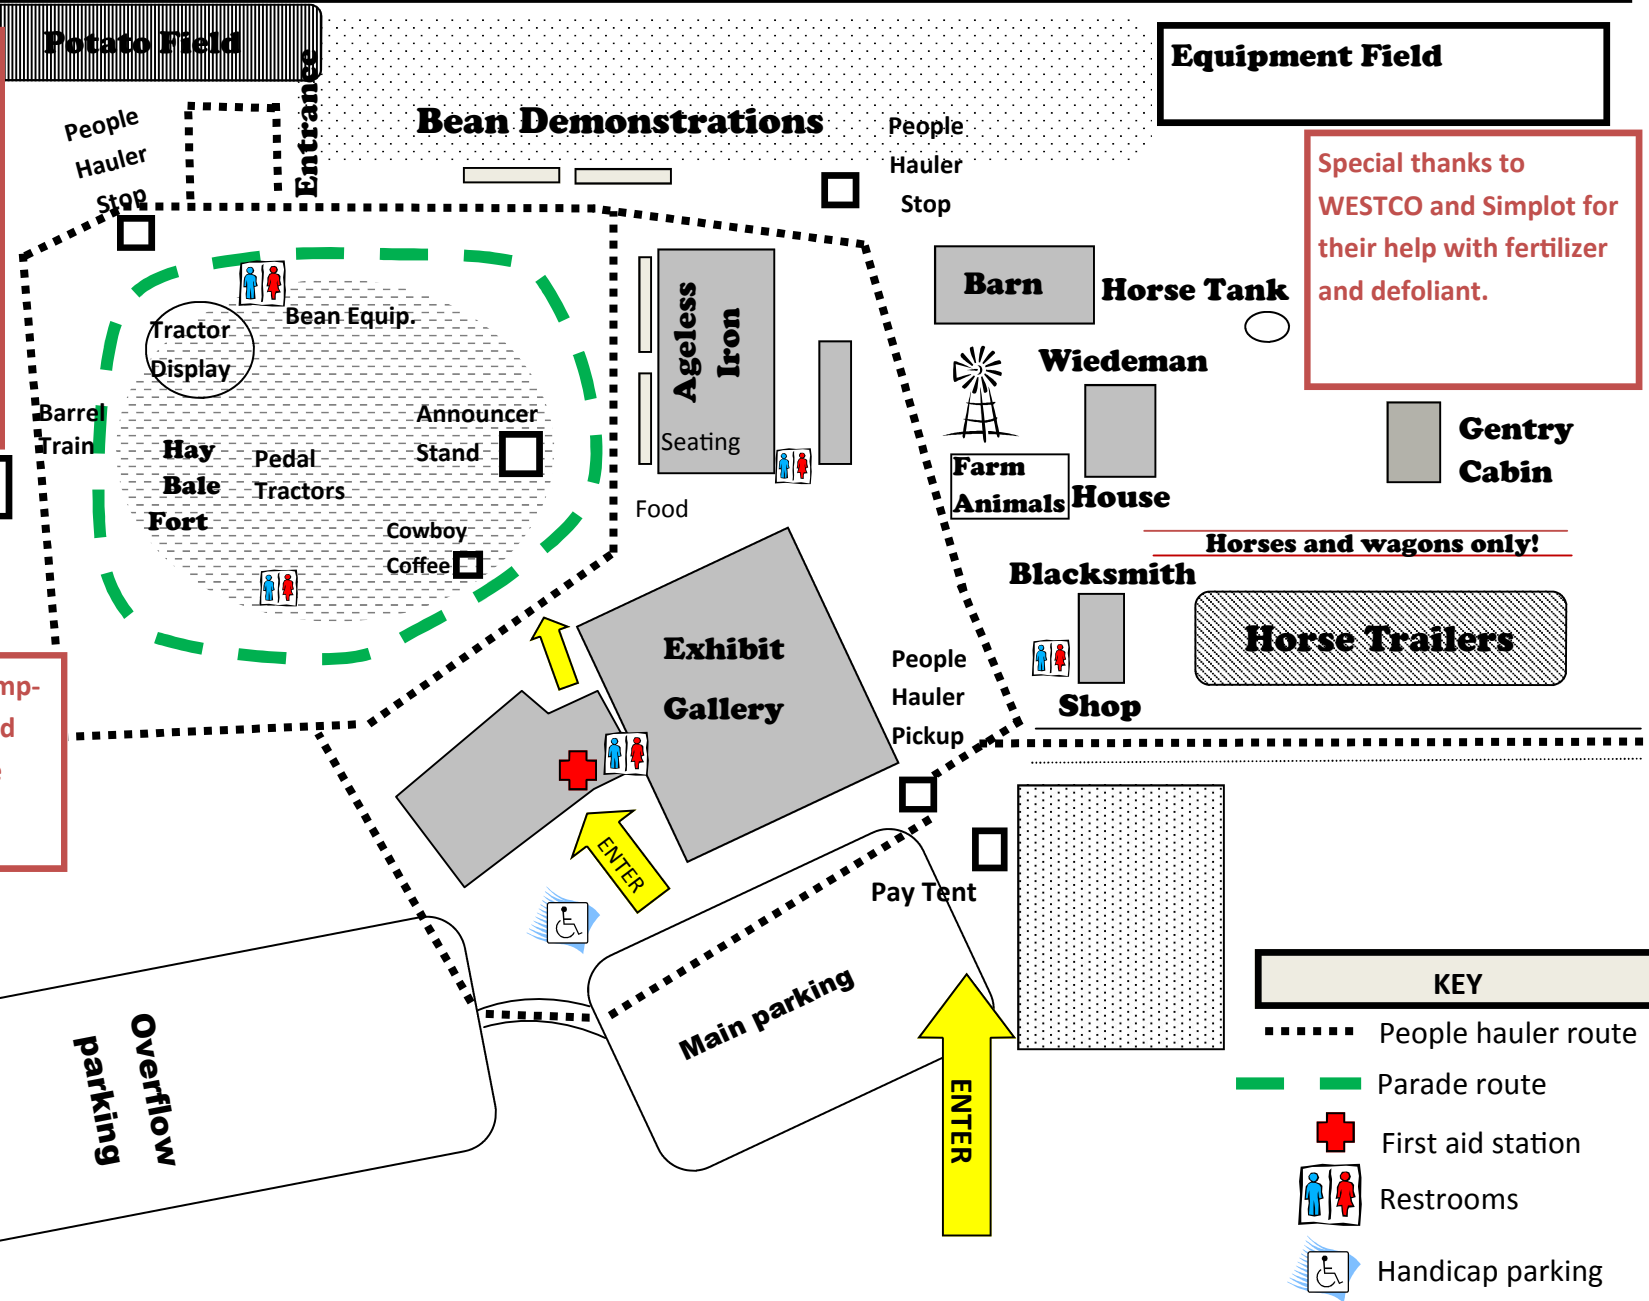 Potato Field
Entrance
Bean Demonstrations
Equipment Field
People
Hauler
Stop
People
Hauler
Stop
Special thanks to
WESTCO and Simplot for
their help with fertilizer
and defoliant.
Bean Equip.
Tractor
Display
Ageless
Iron
Barn
Horse Tank
Wiedeman
House
Barrel
Train
Hay
Bale
Fort
Pedal
Tractors
Announcer
Stand
Seating
Farm
Animals
Gentry
Cabin
Food
Cowboy
Coffee
Horses and wagons only!
Blacksmith
Shop
Horse Trailers
Exhibit
Gallery
People
Hauler
Pickup
mp-
d
ENTER
Pay Tent
Main parking
Overflow
parking
ENTER
KEY
People hauler route
Parade route
First aid station
Restrooms
Handicap parking